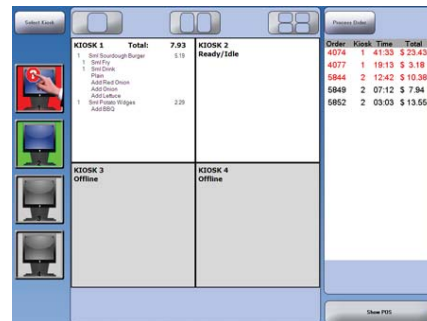 Select Kiosk
Process Order
KIOSK 1 Total: 7.93
1 Sml Sourdough Burger 5.19
1 Sml Fry
1 Sml Drink
Plain
Add Red Onion
Add Onion
Add Lettuce
1 Sml Potato Wdges 2.29
Add BBQ
KIOSK 2
Ready/Idle
KIOSK 3
Offline
KIOSK 4
Offline
Order Kiosk Time Total
4074 1 41:33 $ 23.43
4077 1 19:13 $ 3.18
5844 2 12:42 $ 10.38
5849 2 07:12 $ 7.94
5852 2 03:03 $ 13.55
Show POS